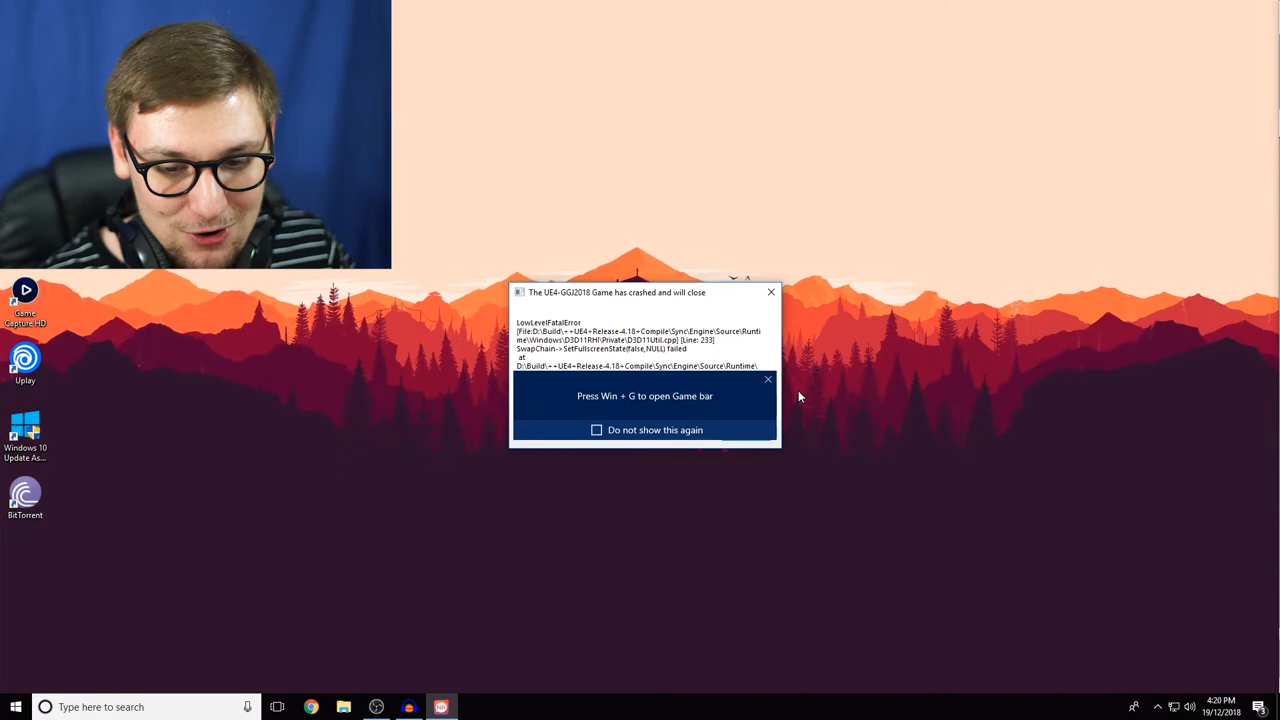 Game
Capture HD
Uplay
Windows 10
Update As...
BitTorrent
The UE4-GGJ2018 Game has crashed and will close
LowLevelFatalError
[File:D:\Build\++UE4+Release-4.18+Compile\Sync\Engine\Source\Runti
me\Windows\D3D11RHI\Private\D3D11Util.cpp] [Line: 233]
SwapChain->SetFullscreenState(false,NULL) failed
at
D:\Build\++UE4+Release-4.18+Compile\Sync\Engine\Source\Runtime\
Press Win + G to open Game bar
Do not show this again
Type here to search
4:20 PM
19/12/2018